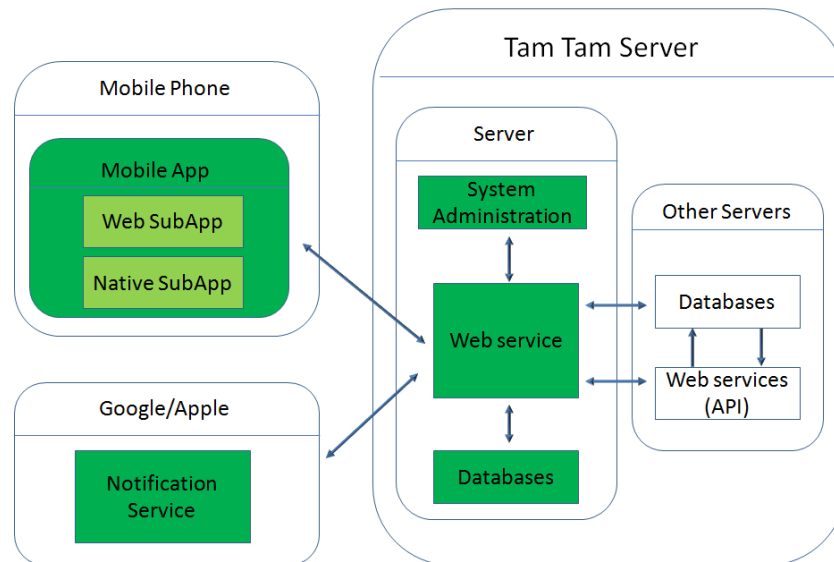 Tam Tam Server
Mobile Phone
Mobile App
Web SubApp
Native SubApp
Google/Apple
Notification
Service
Server
System
Administration
Web service
Databases
Other Servers
Databases
Web services
(API)